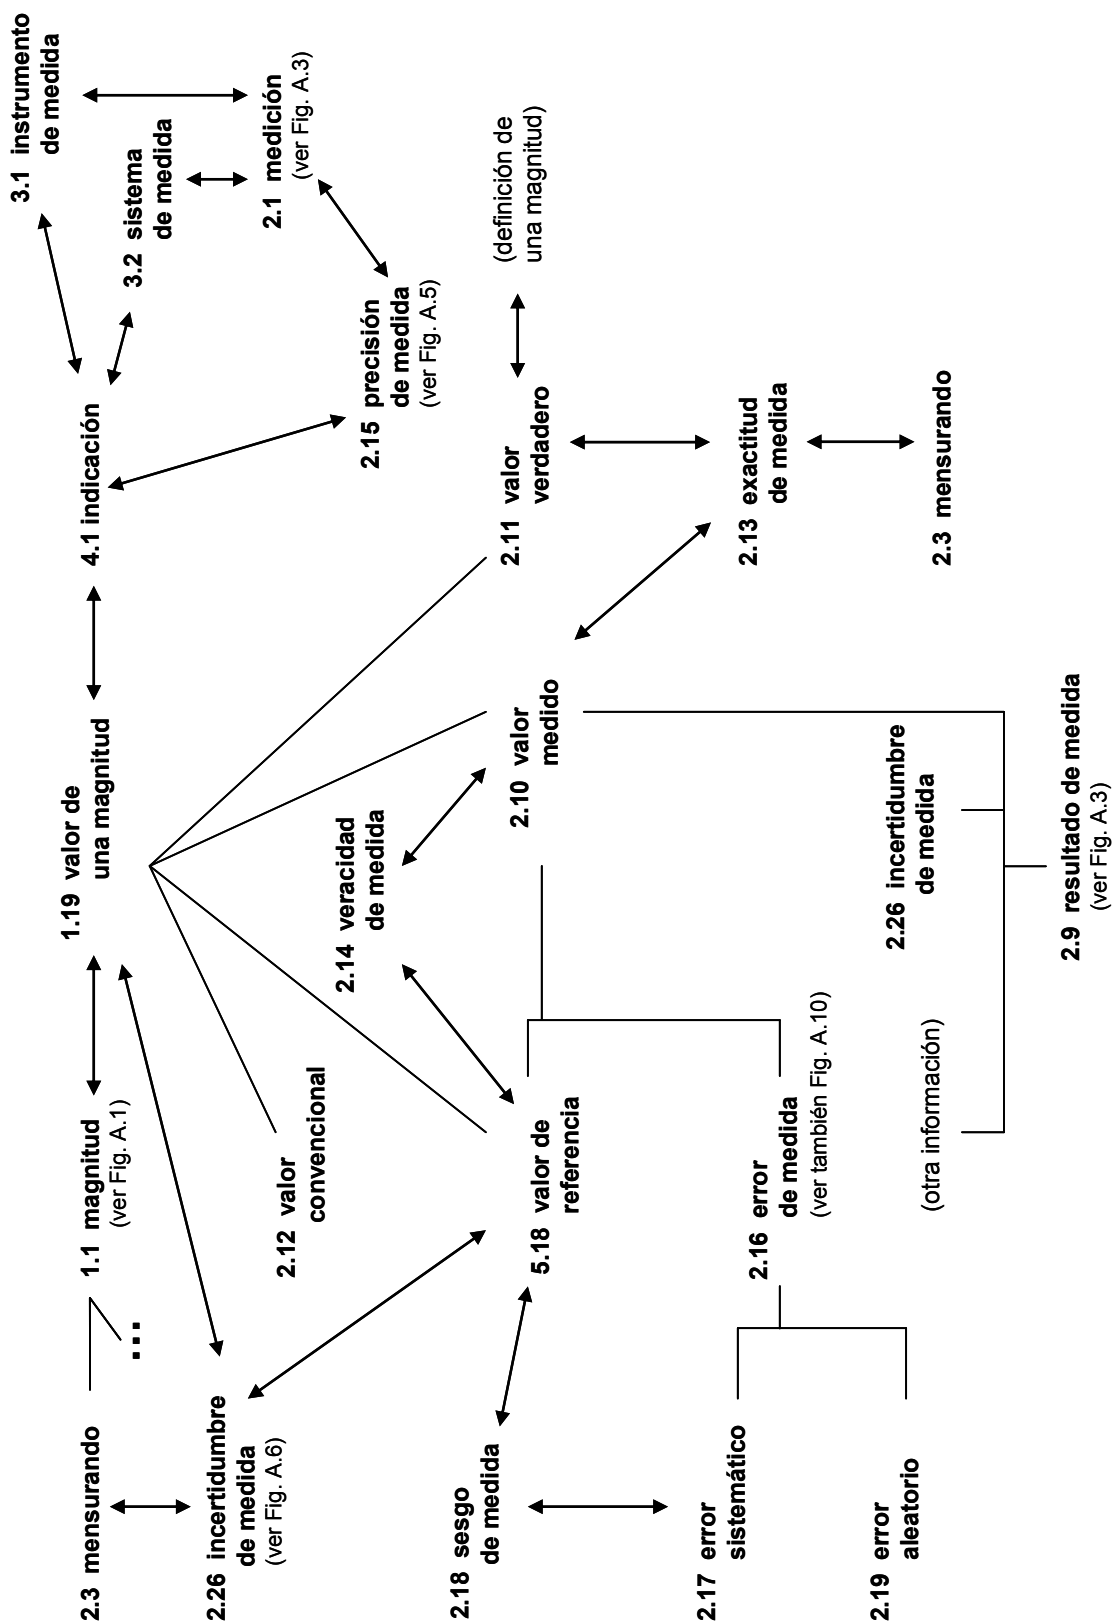 2.3 mensurando
1.1 magnitud
(ver Fig. A.1)
...
1.19 valor de
una magnitud
4.1 indicación
3.1 instrumento
de medida
3.2 sistema
de medida
2.1 medición
(ver Fig. A.3)
2.26 incertidumbre
de medida
(ver Fig. A.6)
2.12 valor
convencional
2.14 veracidad
de medida
2.15 precisión
de medida
(ver Fig. A.5)
2.18 sesgo
de medida
5.18 valor de
referencia
2.10 valor
medido
2.11 valor
verdadero
(definición de
una magnitud)
2.17 error
sistemático
2.16 error
de medida
(ver también Fig. A.10)
2.13 exactitud
de medida
2.19 error
aleatorio
(otra información)
2.26 incertidumbre
de medida
2.3 mensurando
2.9 resultado de medida
(ver Fig. A.3)